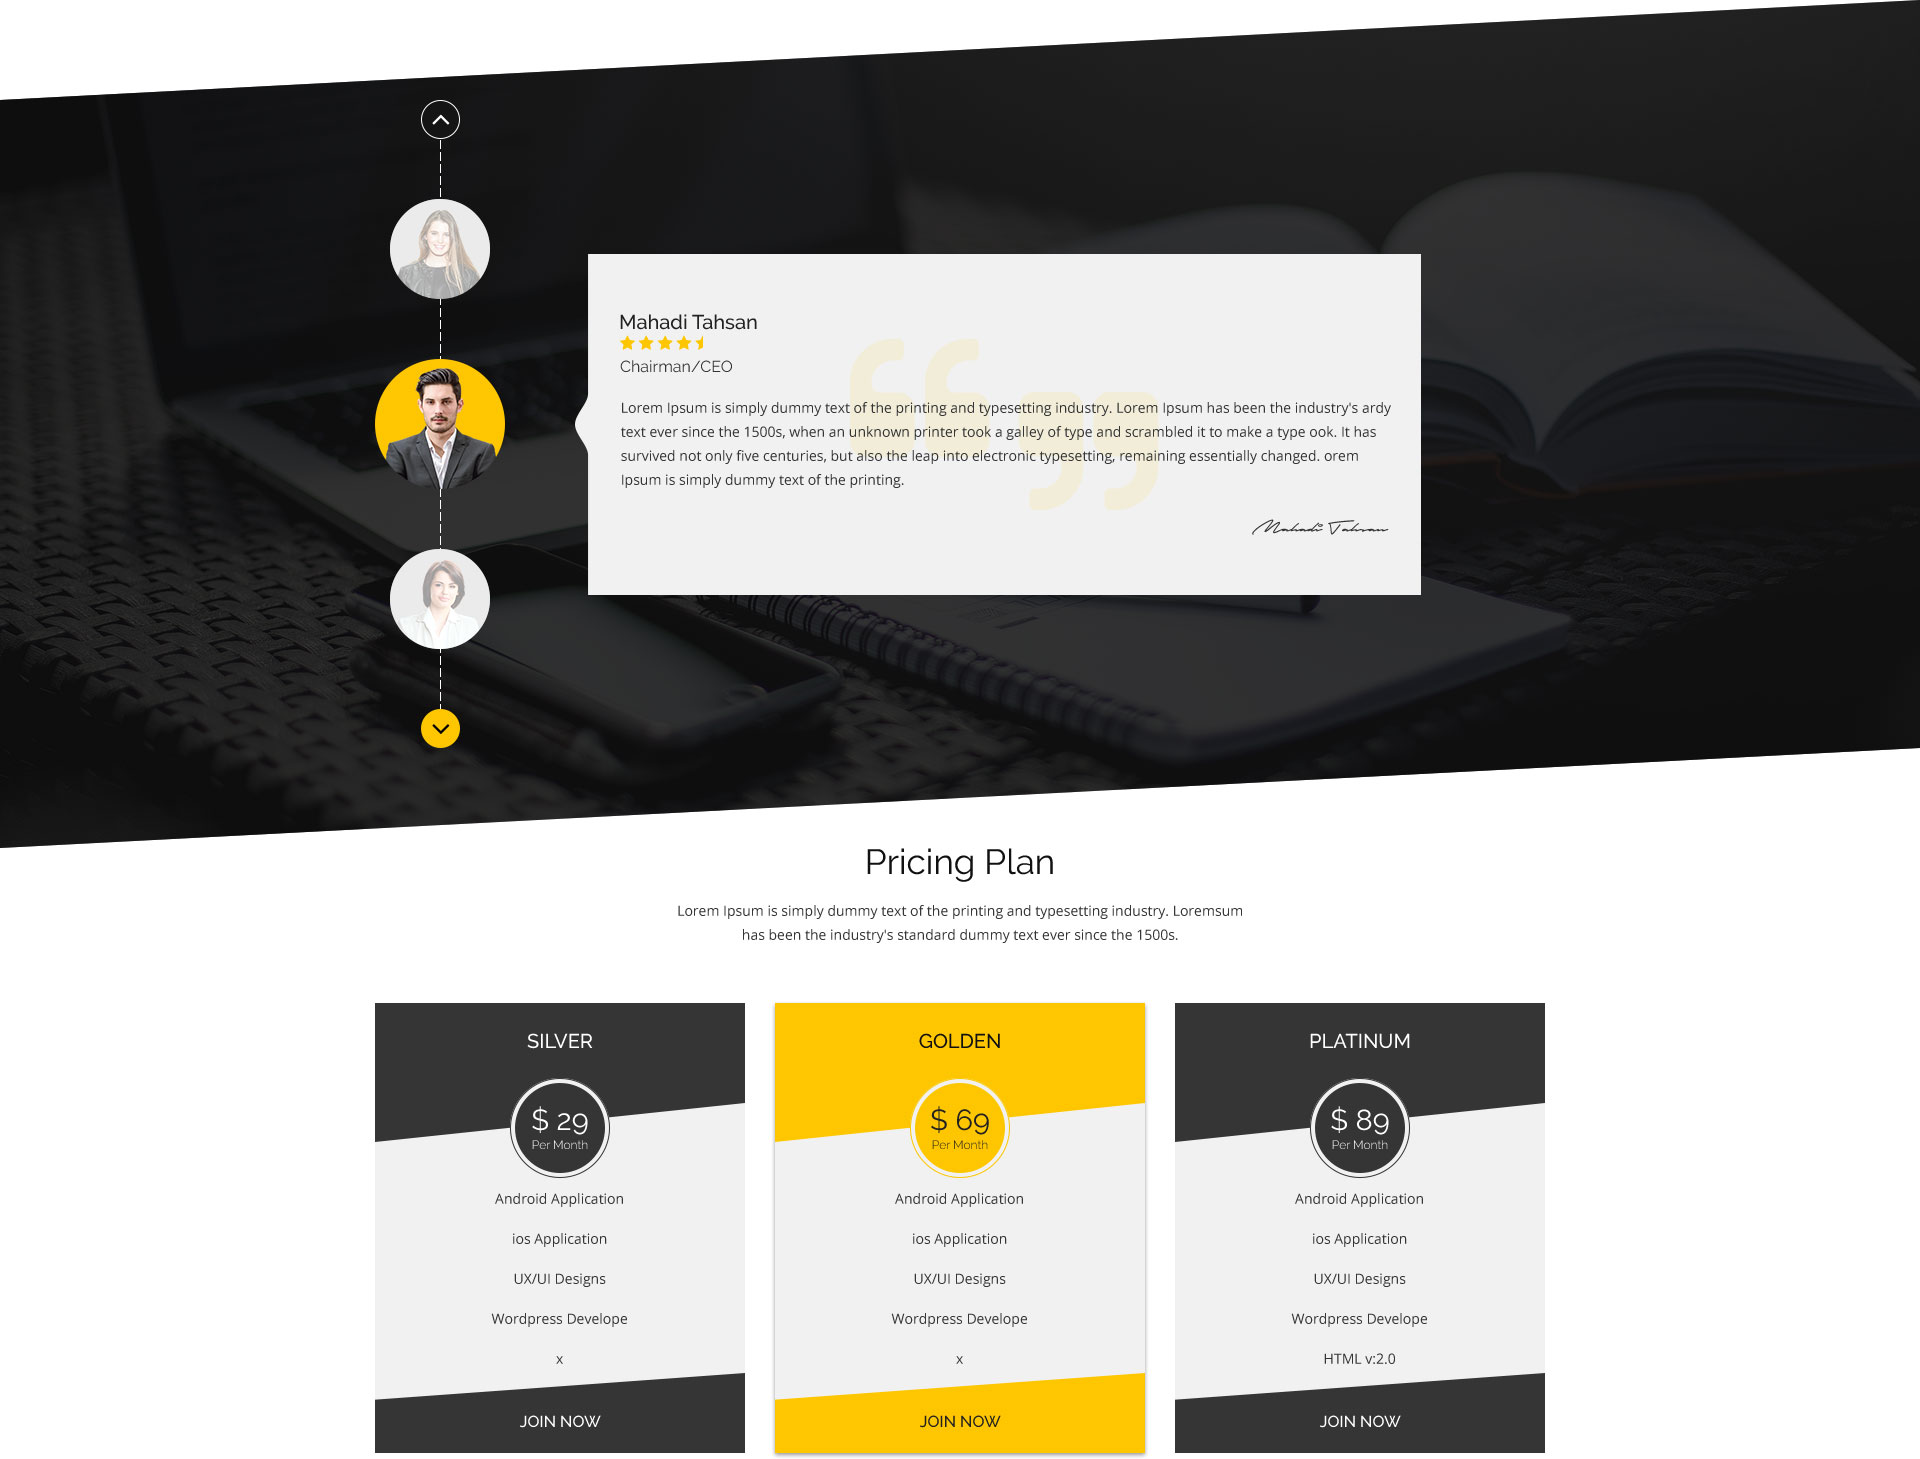 Mahadi Tahsan
Chairman/CEO
Lorem Ipsum is simply dummy text of the printing and typesetting industry. Lorem Ipsum has been the industry's ardy
text ever since the 1500s, when an unknown printer took a galley of type and scrambled it to make a type ook. It has
survived not only five centuries, but also the leap into electronic typesetting, remaining essentially changed. orem
Ipsum is simply dummy text of the printing.
Mahadi Tahsan
Pricing Plan
Lorem Ipsum is simply dummy text of the printing and typesetting industry. Loremsum
has been the industry's standard dummy text ever since the 1500s.
SILVER
$ 29
Per Month
Android Application
ios Application
UX/UI Designs
Wordpress Develope
x
JOIN NOW
GOLDEN
$ 69
Per Month
Android Application
ios Application
UX/UI Designs
Wordpress Develope
x
JOIN NOW
PLATINUM
$ 89
Per Month
Android Application
ios Application
UX/UI Designs
Wordpress Develope
HTML v:2.0
JOIN NOW